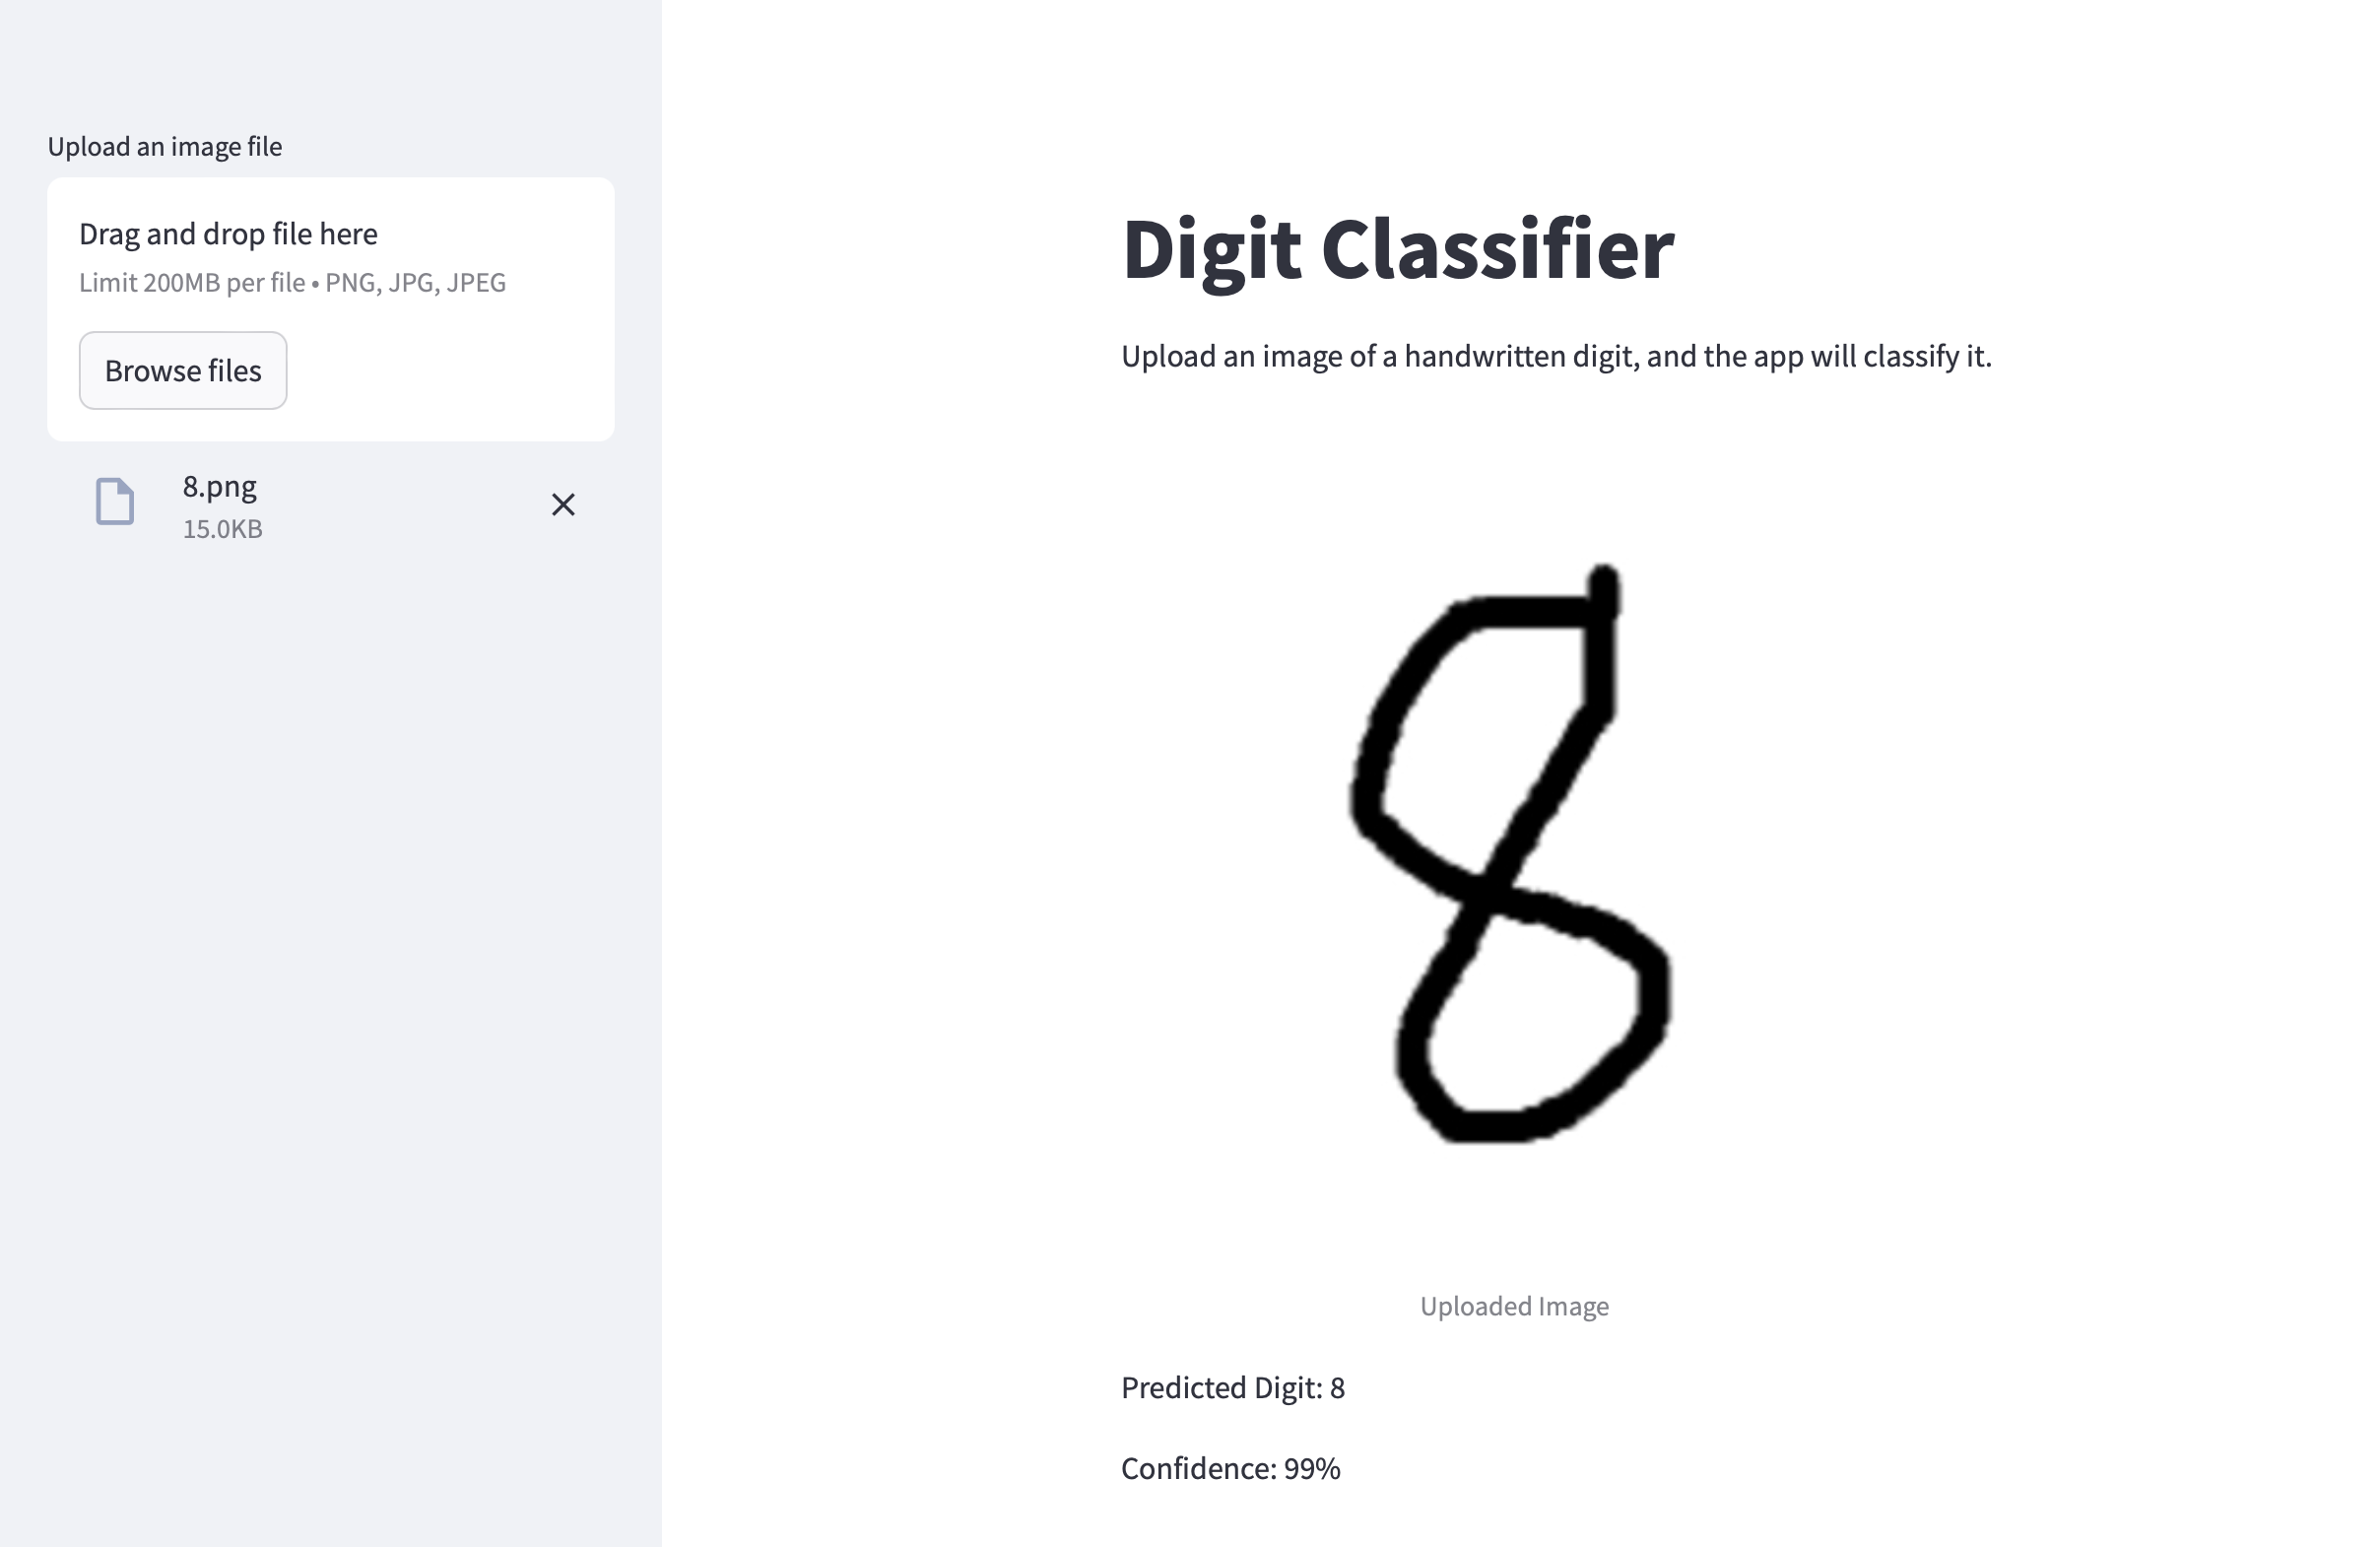 Upload an image file
Drag and drop file here
Limit 200MB per file • PNG, JPG, JPEG
Browse files
8.png
15.0KB
Digit Classifier
Upload an image of a handwritten digit, and the app will classify it.
8
Uploaded Image
Predicted Digit: 8
Confidence: 99%